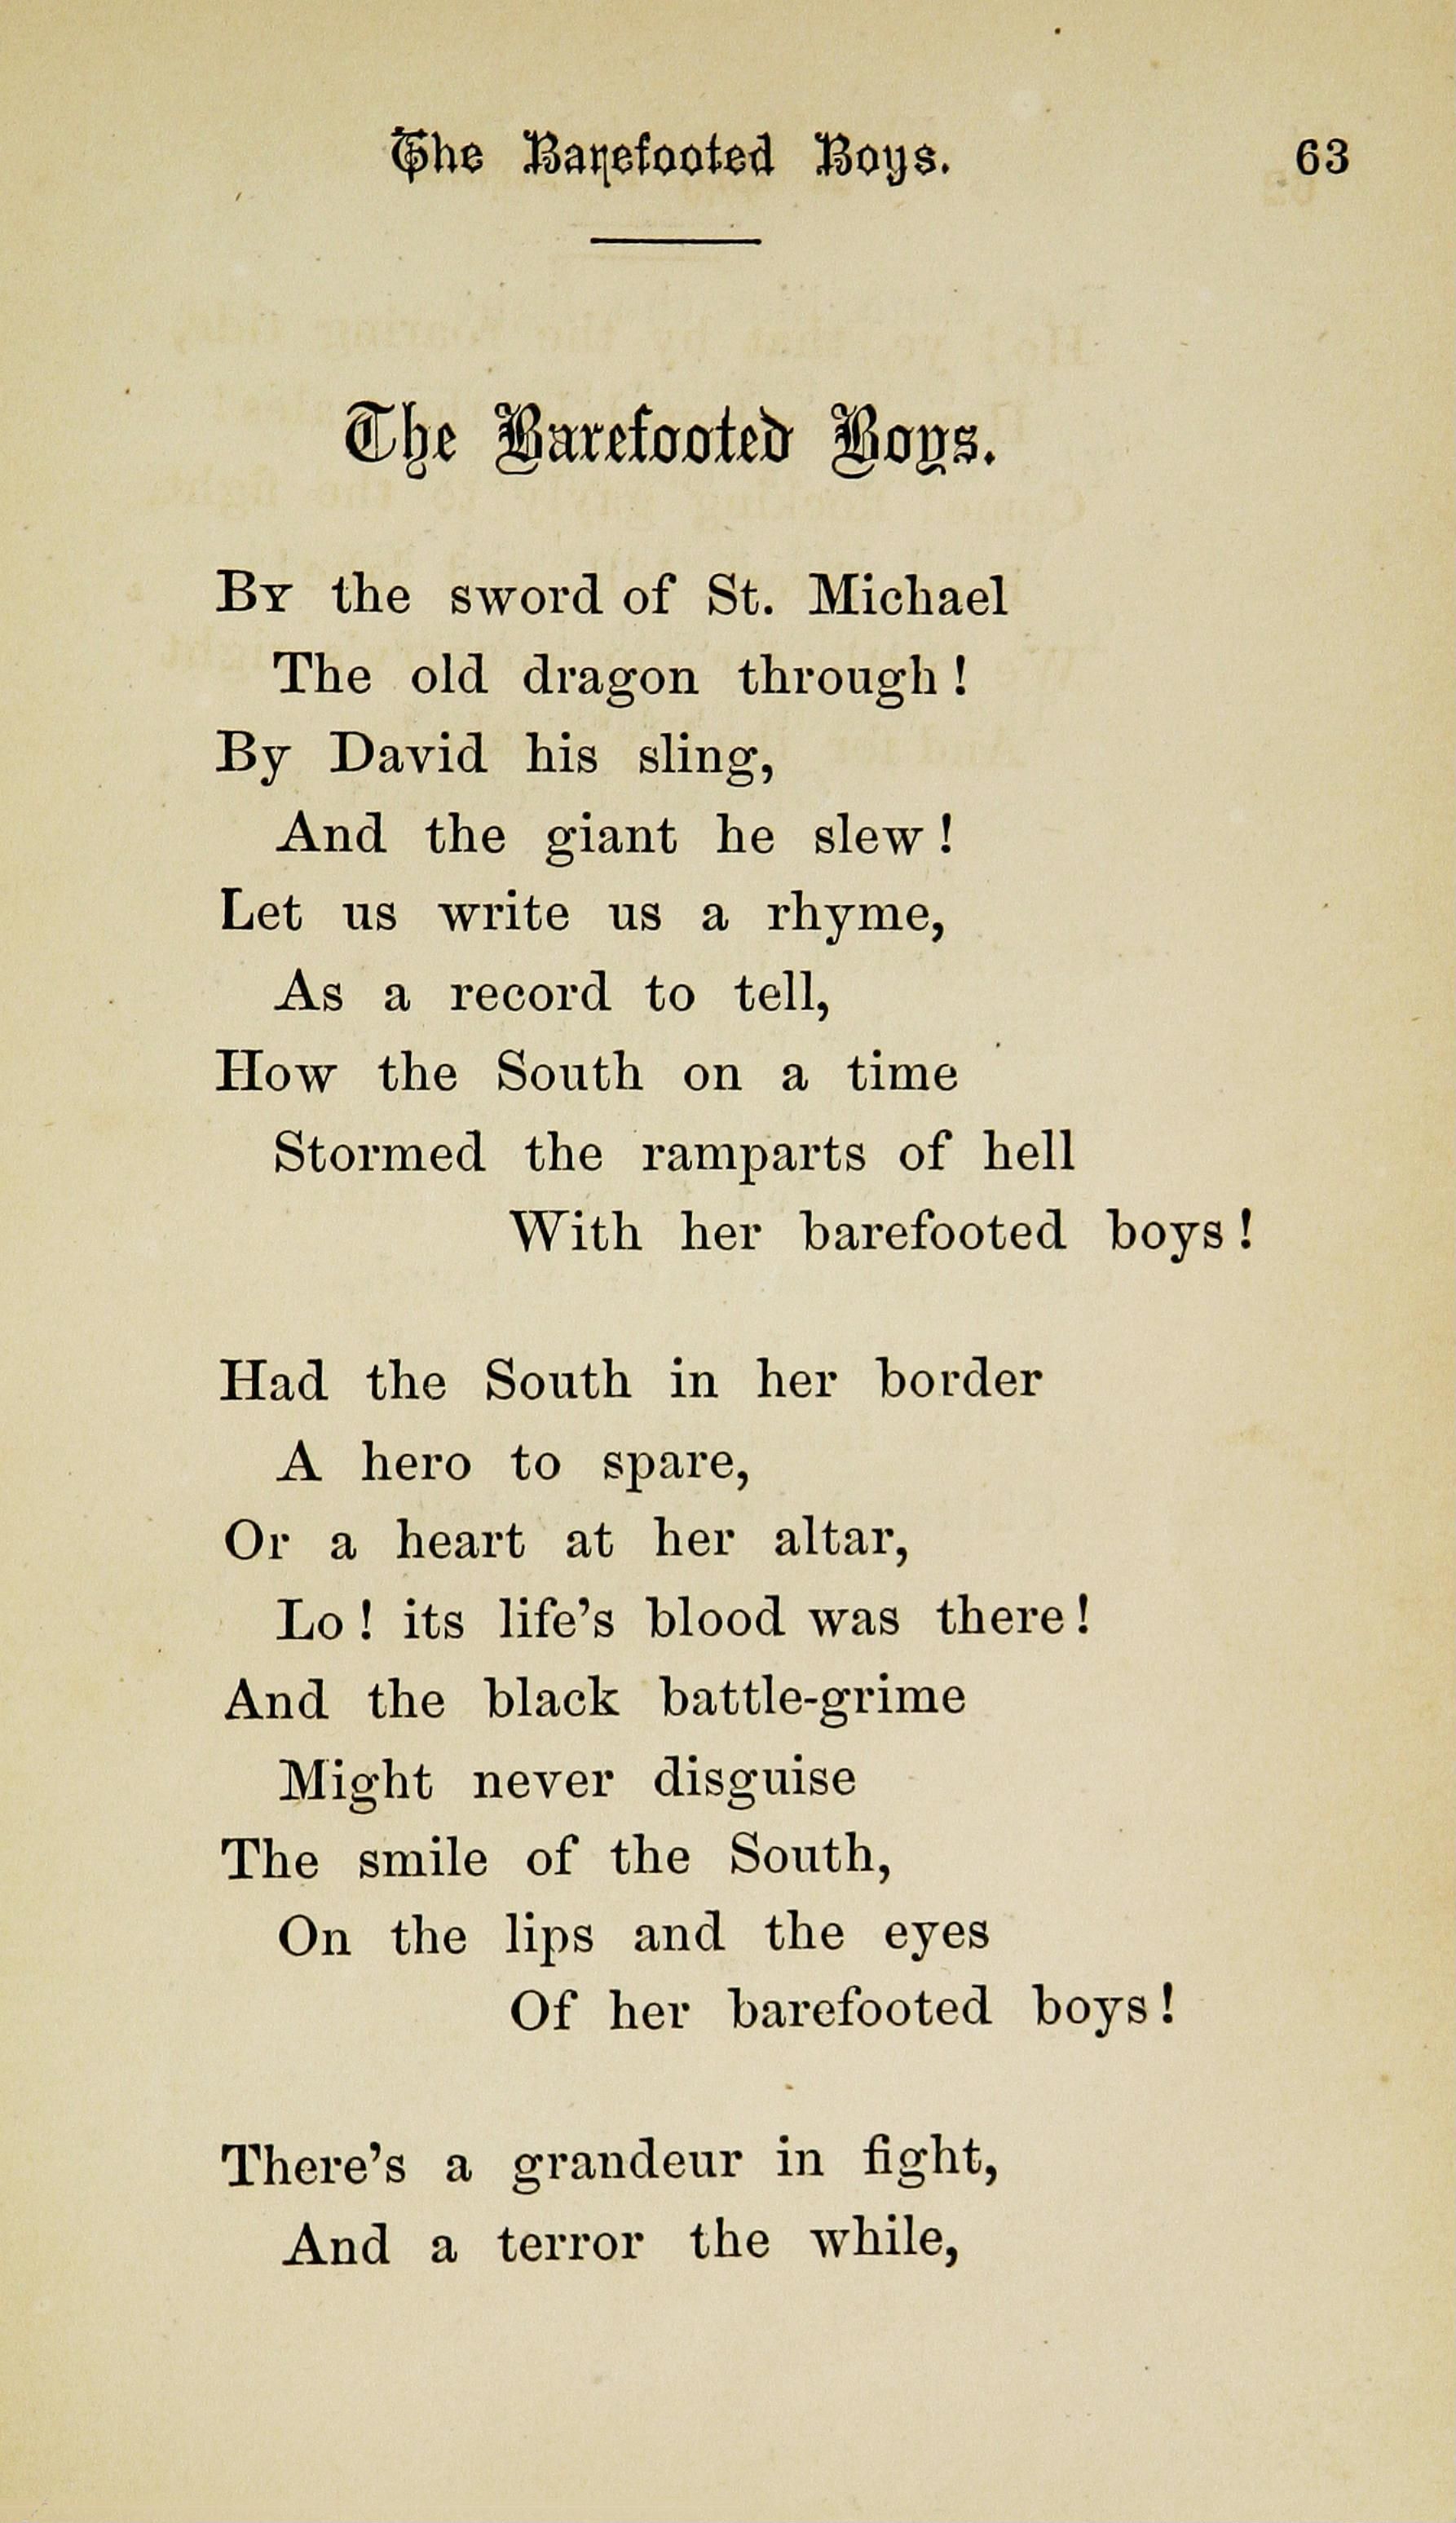 The Barefooted Boys. 63
The Barefooted Boys.
By the sword of St. Michael
The old dragon through!
By David his sling,
And the giant he slew!
Let us write us a rhyme,
As a record to tell,
How the South on a time
Stormed the ramparts of hell
With her barefooted boys!
Had the South in her border
A hero to spare,
Or a heart at her altar,
Lo! its life's blood was there!
And the black battle-grime
Might never disguise
The smile of the South,
On the lips and the eyes
Of her barefooted boys!
There's a grandeur in fight,
And a terror the while,